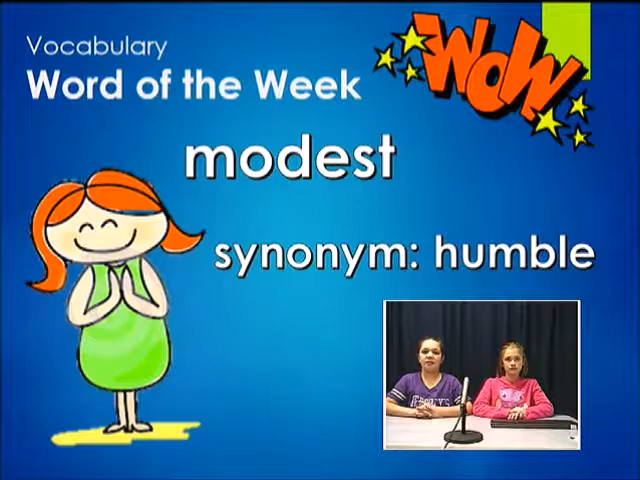 Vocabulary
Word of the Week
WOW
modest
synonym: humble